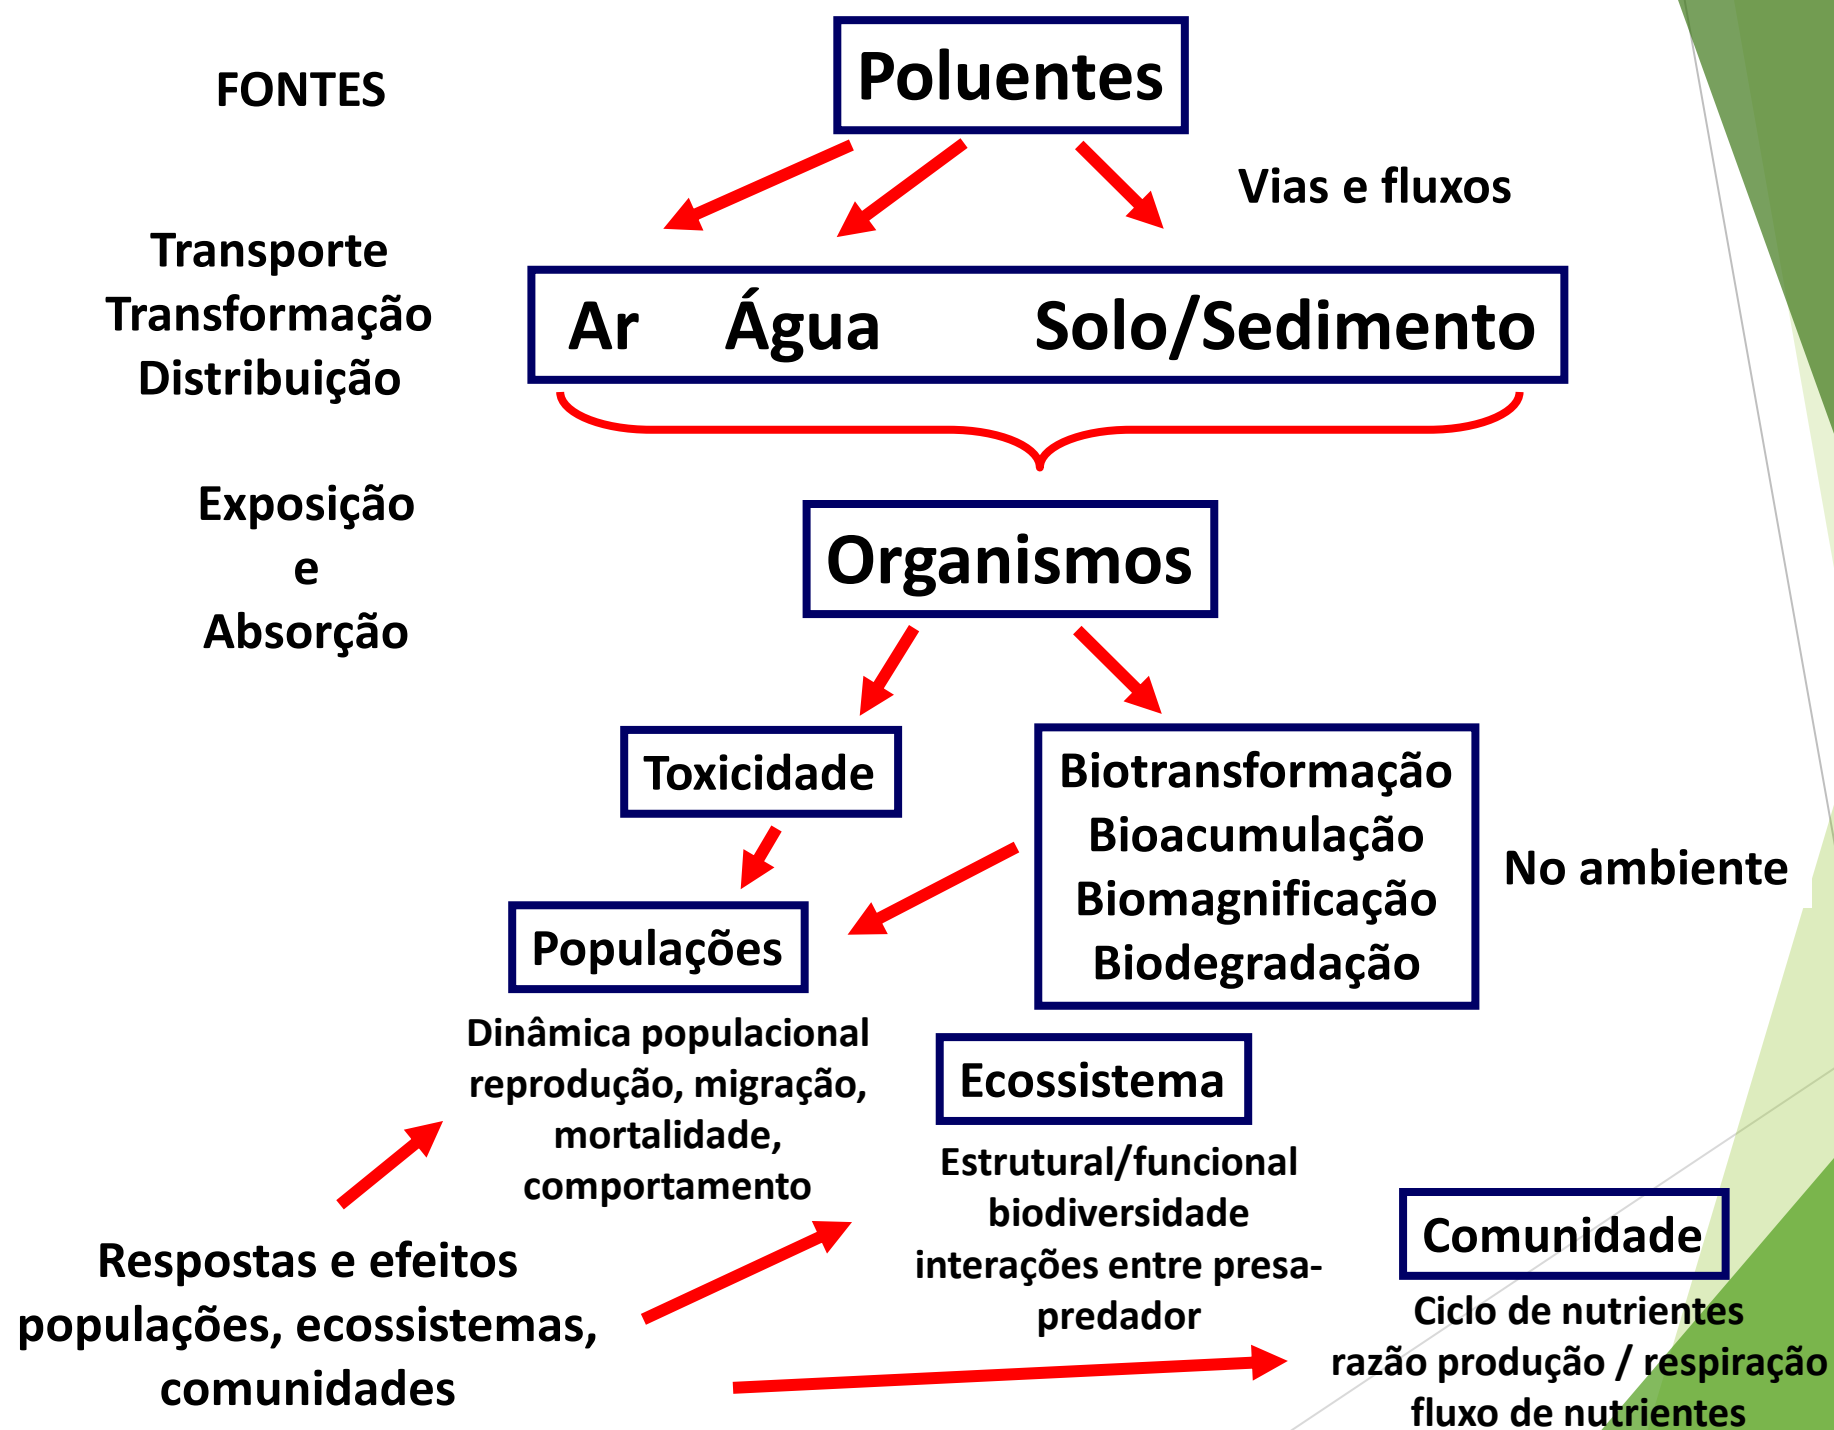 FONTES
Poluentes
Vias e fluxos
Transporte
Transformação
Distribuição
Ar Água Solo/Sedimento
Exposição
e
Absorção
Organismos
Toxicidade
Biotransformação
Bioacumulação
Biomagnificação
Biodegradação
No ambiente
Populações
Dinâmica populacional
reprodução, migração,
mortalidade,
comportamento
Ecossistema
Estrutural/funcional
biodiversidade
interações entre presa-
predador
Comunidade
Ciclo de nutrientes
razão produção / respiração
fluxo de nutrientes
Respostas e efeitos
populações, ecossistemas,
comunidades